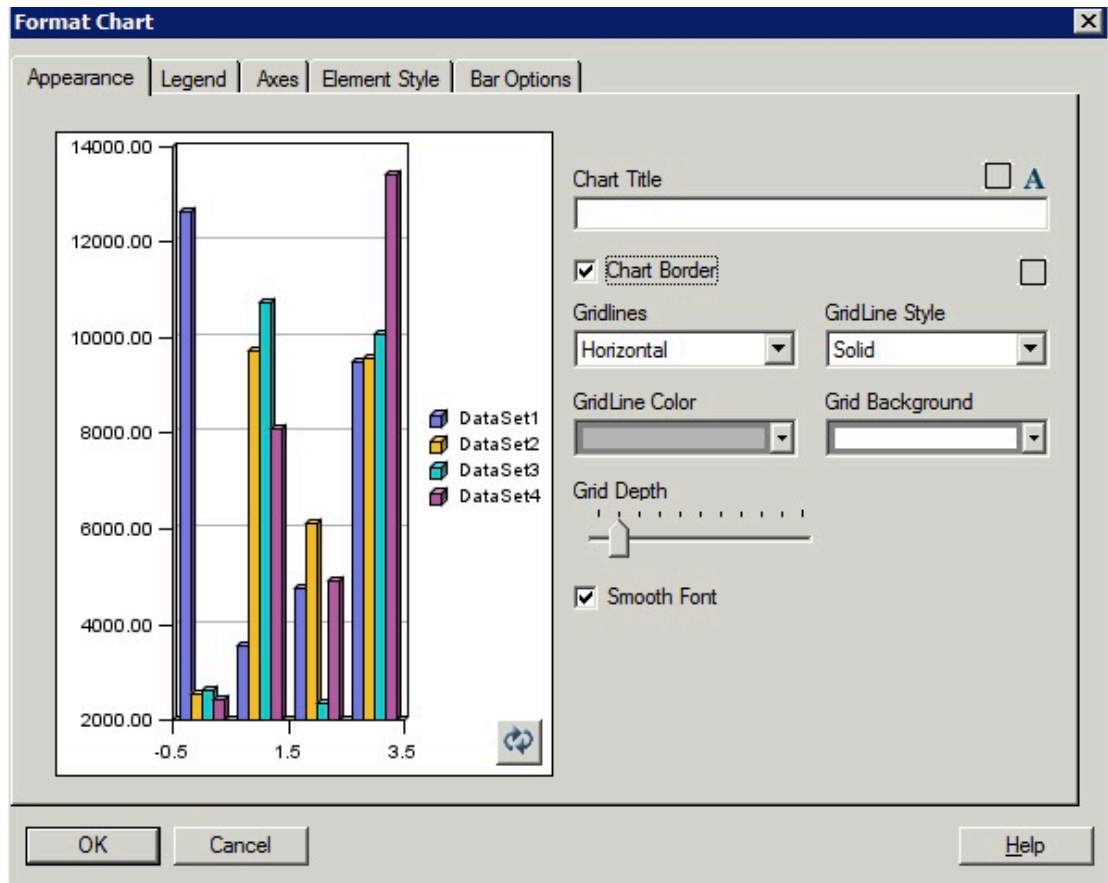 Format Chart
Appearance
Legend
Axes
Element Style
Bar Options
14000.00
12000.00
10000.00
8000.00
6000.00
4000.00
2000.00
-0.5
1.5
3.5
DataSet1
DataSet2
DataSet3
DataSet4
Chart Title
A
Chart Border
Gridlines
GridLine Style
Horizontal
Solid
GridLine Color
Grid Background
Grid Depth
Smooth Font
OK
Cancel
Help